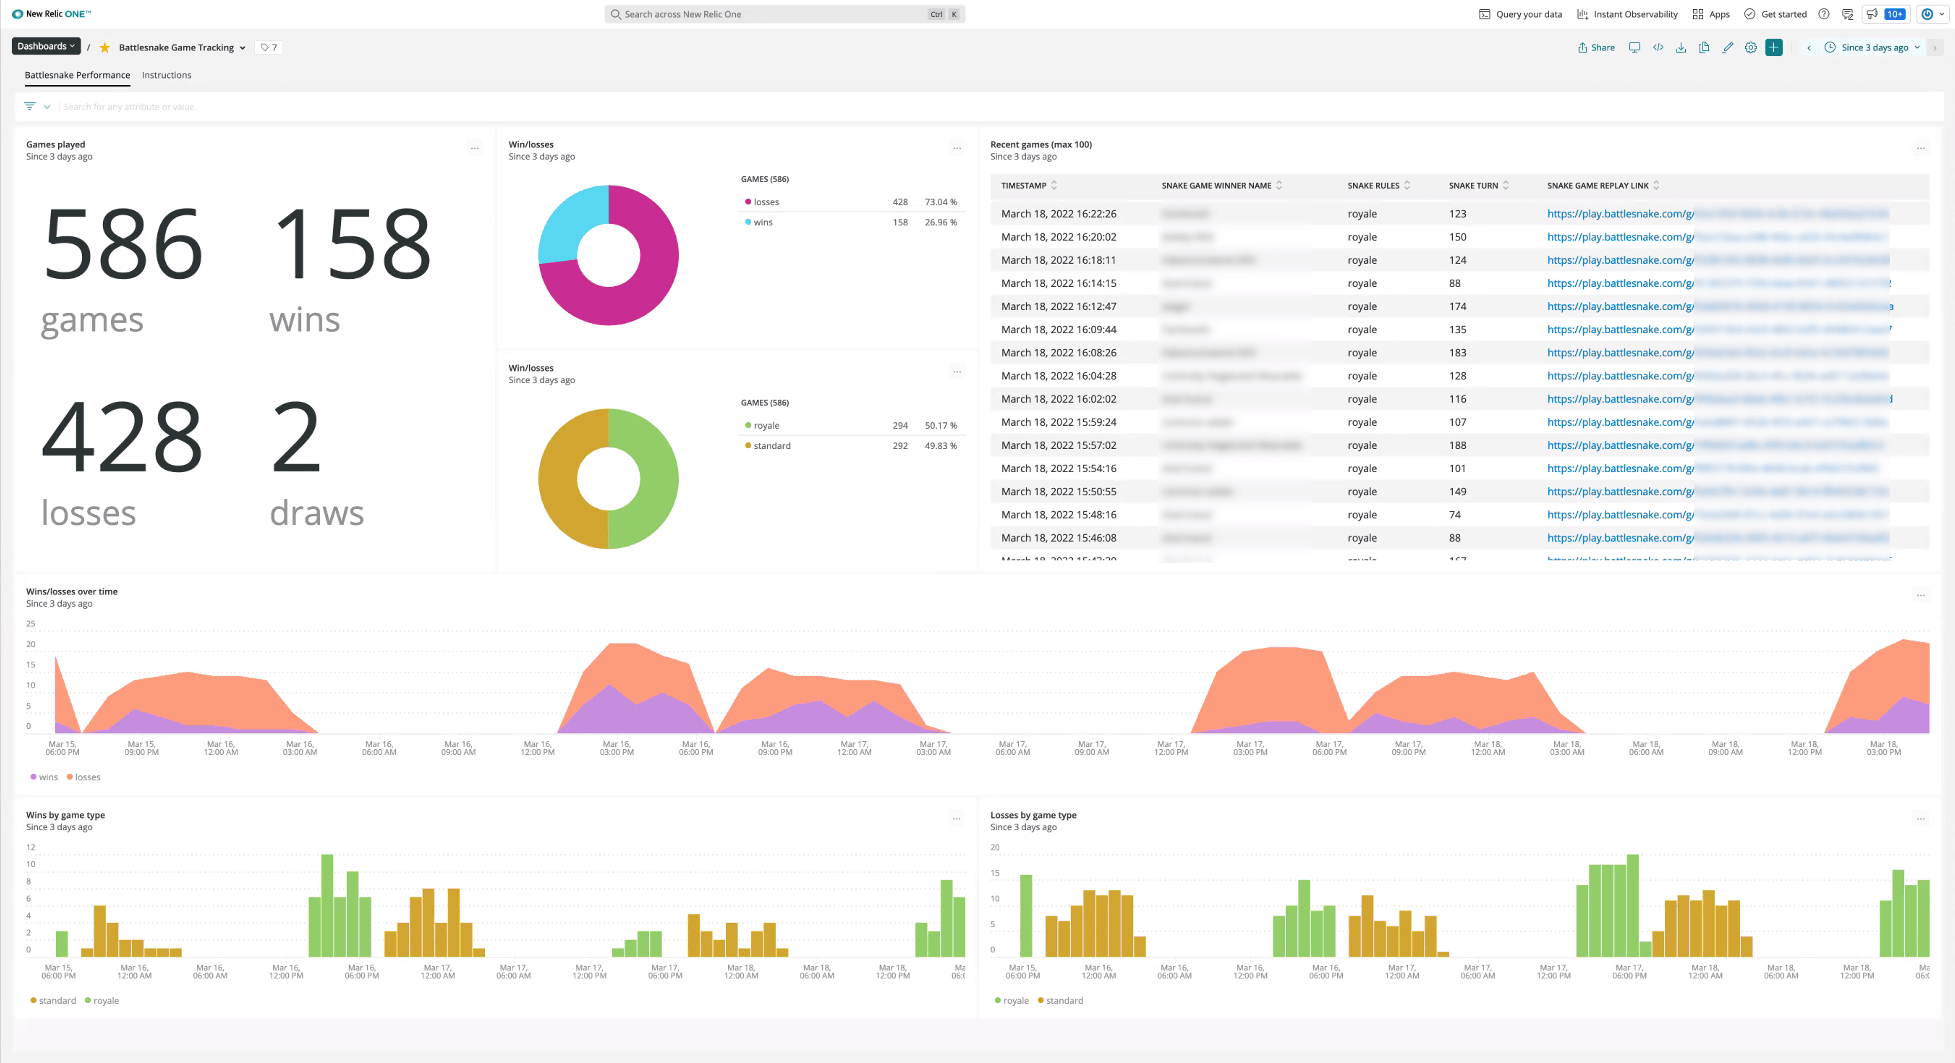 New Relic ONE™
Search across New Relic One Ctrl K
Query your data Instant Observability Apps Get started 10+
Dashboards / Battlesnake Game Tracking 7
Share Since 3 days ago
Battlesnake Performance Instructions
Search for any attribute or value.
Games played
Since 3 days ago
586 games
158 wins
428 losses
2 draws
Win/losses
Since 3 days ago
GAMES (586)
losses 428 73.04 %
wins 158 26.96 %
Win/losses
Since 3 days ago
GAMES (586)
royale 294 50.17 %
standard 292 49.83 %
Recent games (max 100)
Since 3 days ago
TIMESTAMP SNAKE GAME WINNER NAME SNAKE RULES SNAKE TURN SNAKE GAME REPLAY LINK
March 18, 2022 16:22:26 royale 123 https://play.battlesnake.com/g/
March 18, 2022 16:20:02 royale 150 https://play.battlesnake.com/g/
March 18, 2022 16:18:11 royale 124 https://play.battlesnake.com/g/
March 18, 2022 16:14:15 royale 88 https://play.battlesnake.com/g/
March 18, 2022 16:12:47 royale 174 https://play.battlesnake.com/g/
March 18, 2022 16:09:44 royale 135 https://play.battlesnake.com/g/
March 18, 2022 16:08:26 royale 183 https://play.battlesnake.com/g/
March 18, 2022 16:04:28 royale 128 https://play.battlesnake.com/g/
March 18, 2022 16:02:02 royale 116 https://play.battlesnake.com/g/
March 18, 2022 15:59:24 royale 107 https://play.battlesnake.com/g/
March 18, 2022 15:57:02 royale 188 https://play.battlesnake.com/g/
March 18, 2022 15:54:16 royale 101 https://play.battlesnake.com/g/
March 18, 2022 15:50:55 royale 149 https://play.battlesnake.com/g/
March 18, 2022 15:48:16 royale 74 https://play.battlesnake.com/g/
March 18, 2022 15:46:08 royale 88 https://play.battlesnake.com/g/
Wins/losses over time
Since 3 days ago
25
20
15
10
5
0
Mar 15, Mar 15, Mar 16, Mar 16, Mar 16, Mar 16, Mar 16, Mar 16, Mar 16, Mar 16, Mar 17, Mar 17, Mar 17, Mar 17, Mar 17, Mar 17, Mar 17, Mar 17, Mar 18, Mar 18, Mar 18, Mar 18, Mar 18, Mar 18,
06:00 PM 09:00 PM 12:00 AM 03:00 AM 06:00 AM 09:00 AM 12:00 PM 03:00 PM 06:00 PM 09:00 PM 12:00 AM 03:00 AM 06:00 AM 09:00 AM 12:00 PM 03:00 PM 06:00 PM 09:00 PM 12:00 AM 03:00 AM 06:00 AM 09:00 AM 12:00 PM 03:00 PM
wins losses
Wins by game type
Since 3 days ago
12
10
8
6
4
2
0
Mar 15, Mar 16, Mar 16, Mar 16, Mar 16, Mar 17, Mar 17, Mar 17, Mar 17, Mar 18, Mar 18, Mar 18, Ma
06:00 PM 12:00 AM 06:00 AM 12:00 PM 06:00 PM 12:00 AM 06:00 AM 12:00 PM 06:00 PM 12:00 AM 06:00 AM 12:00 PM 06:
standard royale
Losses by game type
Since 3 days ago
20
15
10
5
0
Mar 15, Mar 16, Mar 16, Mar 16, Mar 16, Mar 17, Mar 17, Mar 17, Mar 17, Mar 18, Mar 18, Mar 18, Ma
06:00 PM 12:00 AM 06:00 AM 12:00 PM 06:00 PM 12:00 AM 06:00 AM 12:00 PM 06:00 PM 12:00 AM 06:00 AM 12:00 PM 06:
royale standard